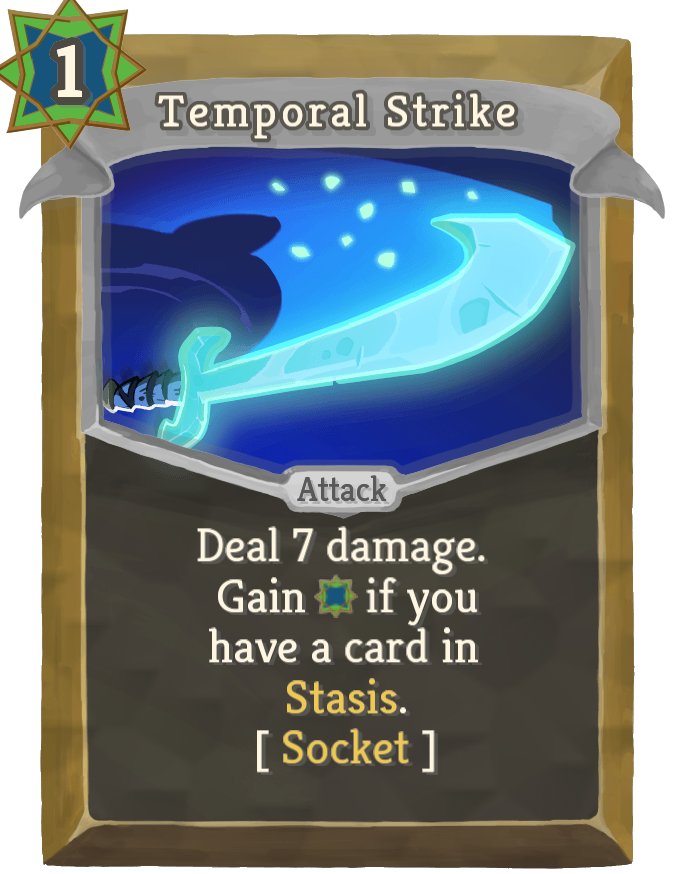 1
Temporal Strike
Attack
Deal 7 damage.
Gain if you
have a card in
Stasis.
[ Socket ]